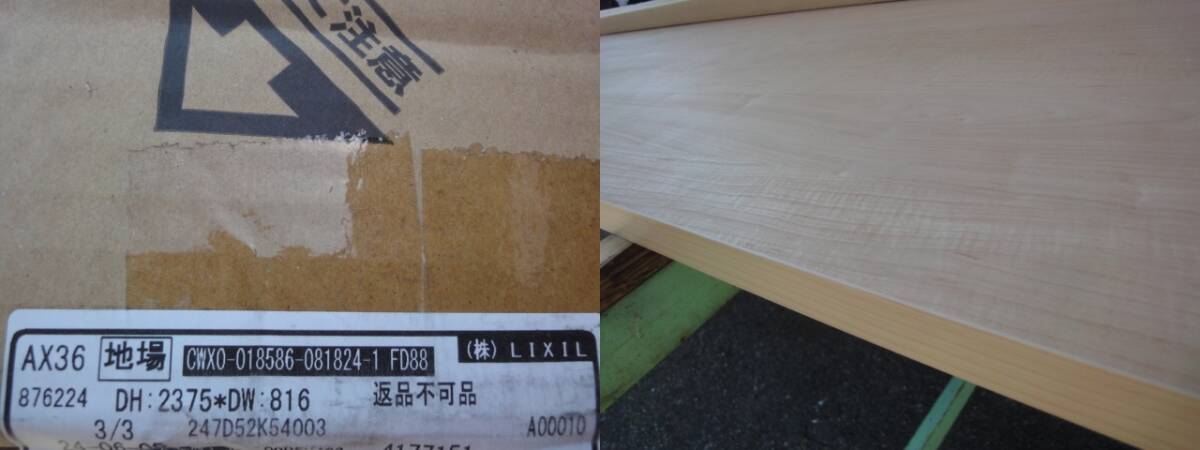 注意
AX36 地場 CWX0-018586-081824-1 FD88 (株) LIXIL
876224 DH:2375*DW:816 返品不可品
3/3 247D52K54003 A00010